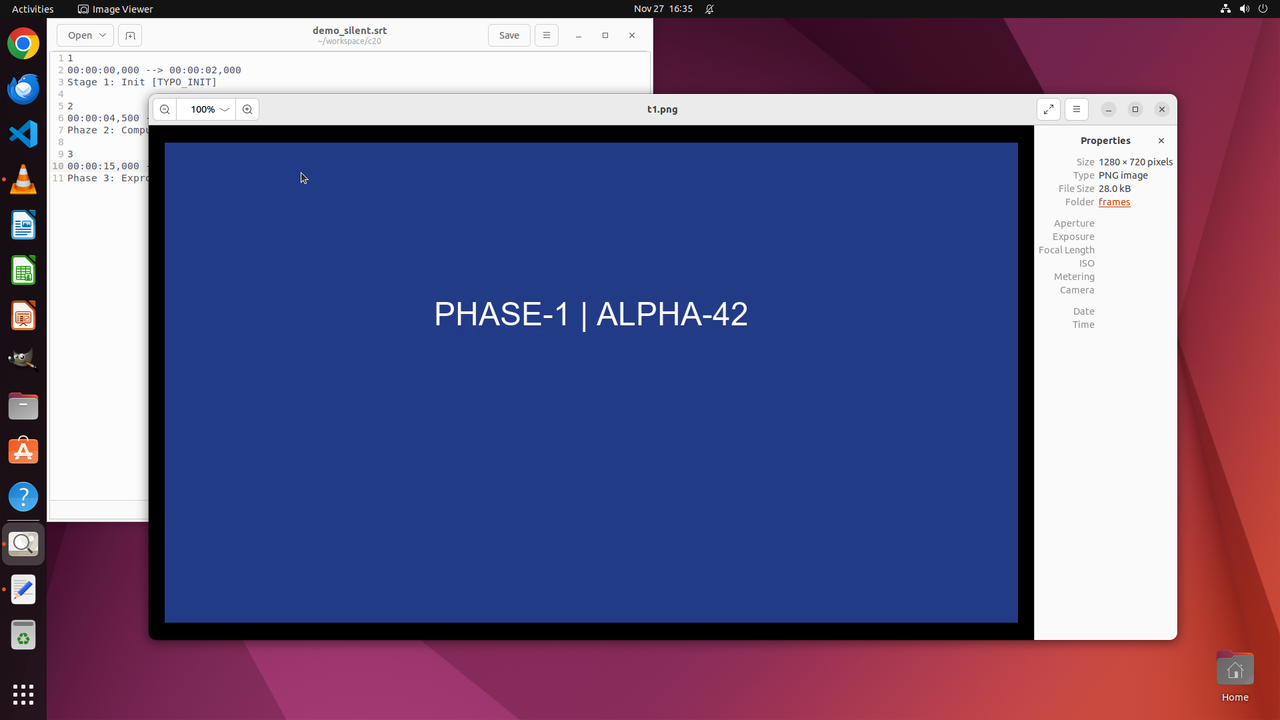 Activities
Image Viewer
Nov 27 16:35
Open
demo_silent.srt
~/workspace/c20
Save
1 1
2 00:00:00,000 --> 00:00:02,000
3 Stage 1: Init [TYPO_INIT]
4
5 2
6 00:00:04,500
7 Phaze 2: Compu
8
9 3
10 00:00:15,000
11 Phase 3: Expro
100%
t1.png
PHASE-1 | ALPHA-42
Properties
Size 1280 × 720 pixels
Type PNG image
File Size 28.0 kB
Folder frames
Aperture
Exposure
Focal Length
ISO
Metering
Camera
Date
Time
Home